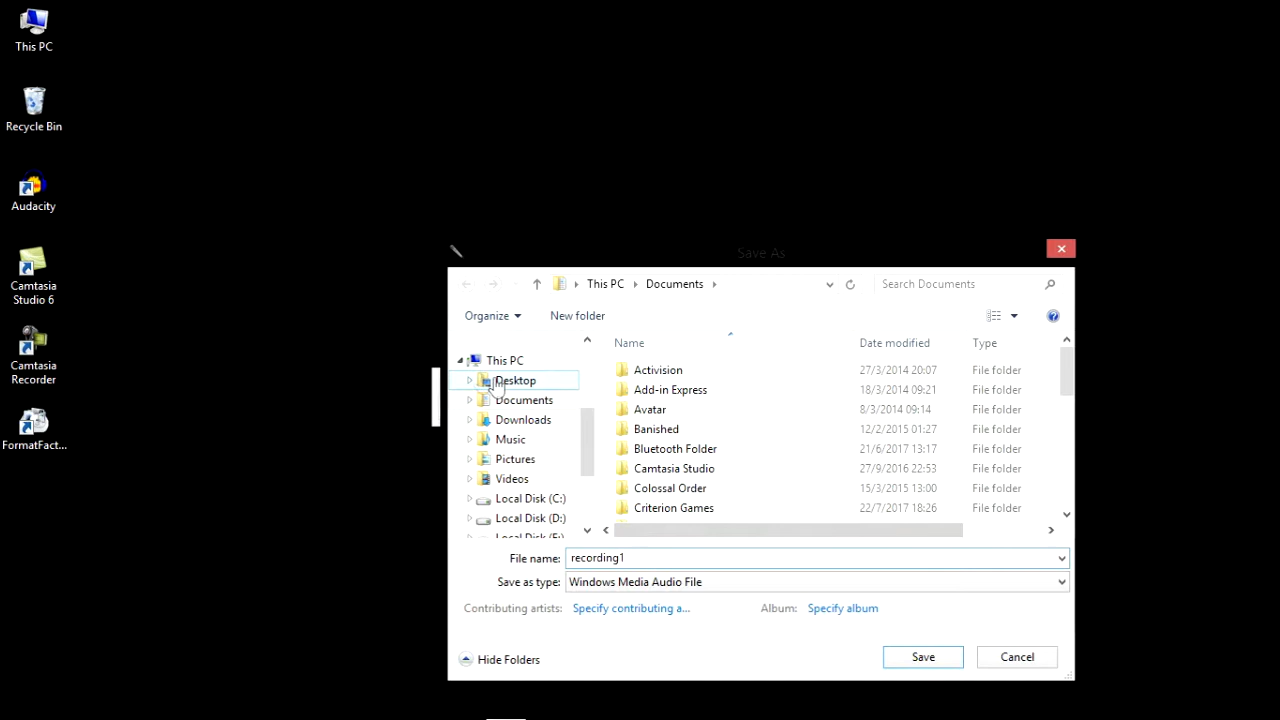 This PC
Recycle Bin
Audacity
Camtasia
Studio 6
Camtasia
Recorder
FormatFact...
Save As
This PC
Documents
Search Documents
Organize
New folder
This PC
Desktop
Documents
Downloads
Music
Pictures
Videos
Local Disk (C:)
Local Disk (D:)
Name Date modified Type
Activision 27/3/2014 20:07 File folder
Add-in Express 18/3/2014 09:21 File folder
Avatar 8/3/2014 09:14 File folder
Banished 12/2/2015 01:27 File folder
Bluetooth Folder 21/6/2017 13:17 File folder
Camtasia Studio 27/9/2016 22:53 File folder
Colossal Order 15/3/2015 13:00 File folder
Criterion Games 22/7/2017 18:26 File folder
File name: recording1
Save as type: Windows Media Audio File
Contributing artists: Specify contributing a... Album: Specify album
Hide Folders
Save
Cancel